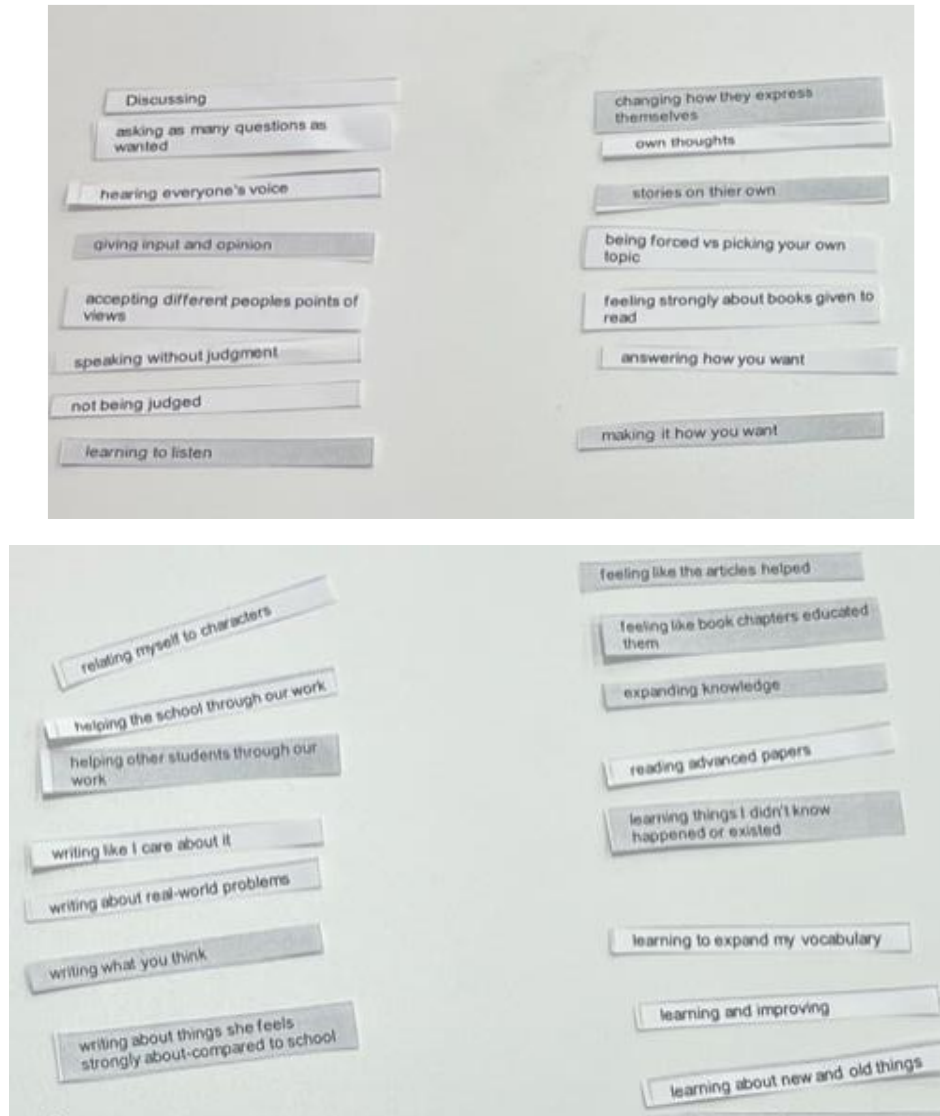 Discussing
asking as many questions as
wanted
hearing everyone's voice
giving input and opinion
accepting different peoples points of
views
speaking without judgment
not being judged
learning to listen
changing how they express
themselves
own thoughts
stories on thier own
being forced vs picking your own
topic
feeling strongly about books given to
read
answering how you want
making it how you want
relating myself to characters
helping the school through our work
helping other students through our
work
writing like I care about it
writing about real-world problems
writing what you think
writing about things she feels
strongly about-compared to school
feeling like the articles helped
feeling like book chapters educated
them
expanding knowledge
reading advanced papers
learning things I didn't know
happened or existed
learning to expand my vocabulary
learning and improving
learning about new and old things